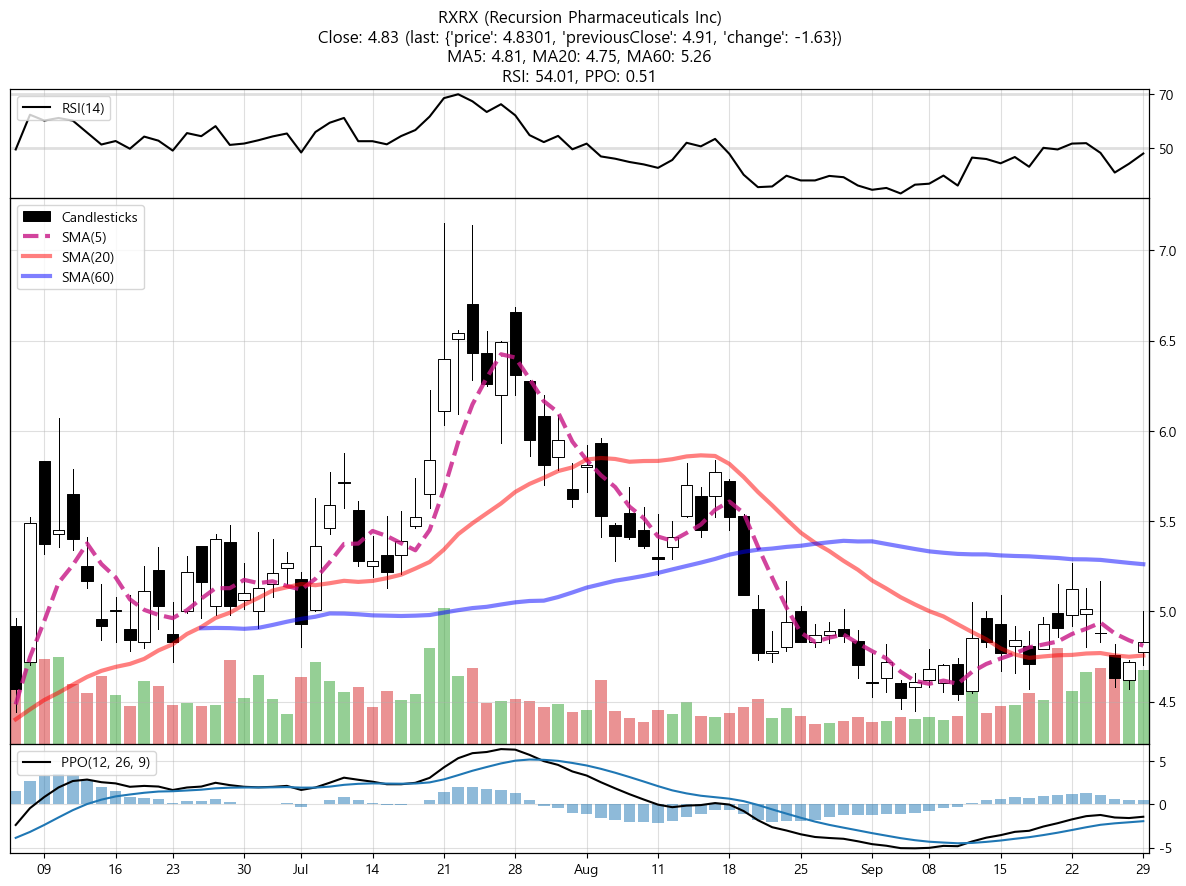 RXRX (Recursion Pharmaceuticals Inc)
Close: 4.83 (last: {'price': 4.8301, 'previousClose': 4.91, 'change': -1.63})
MA5: 4.81, MA20: 4.75, MA60: 5.26
RSI: 54.01, PPO: 0.51
RSI(14)
70
50
Candlesticks
SMA(5)
SMA(20)
SMA(60)
7.0
6.5
6.0
5.5
5.0
4.5
PPO(12, 26, 9)
5
0
-5
09 16 23 30 Jul 14 21 28 Aug 11 18 25 Sep 08 15 22 29